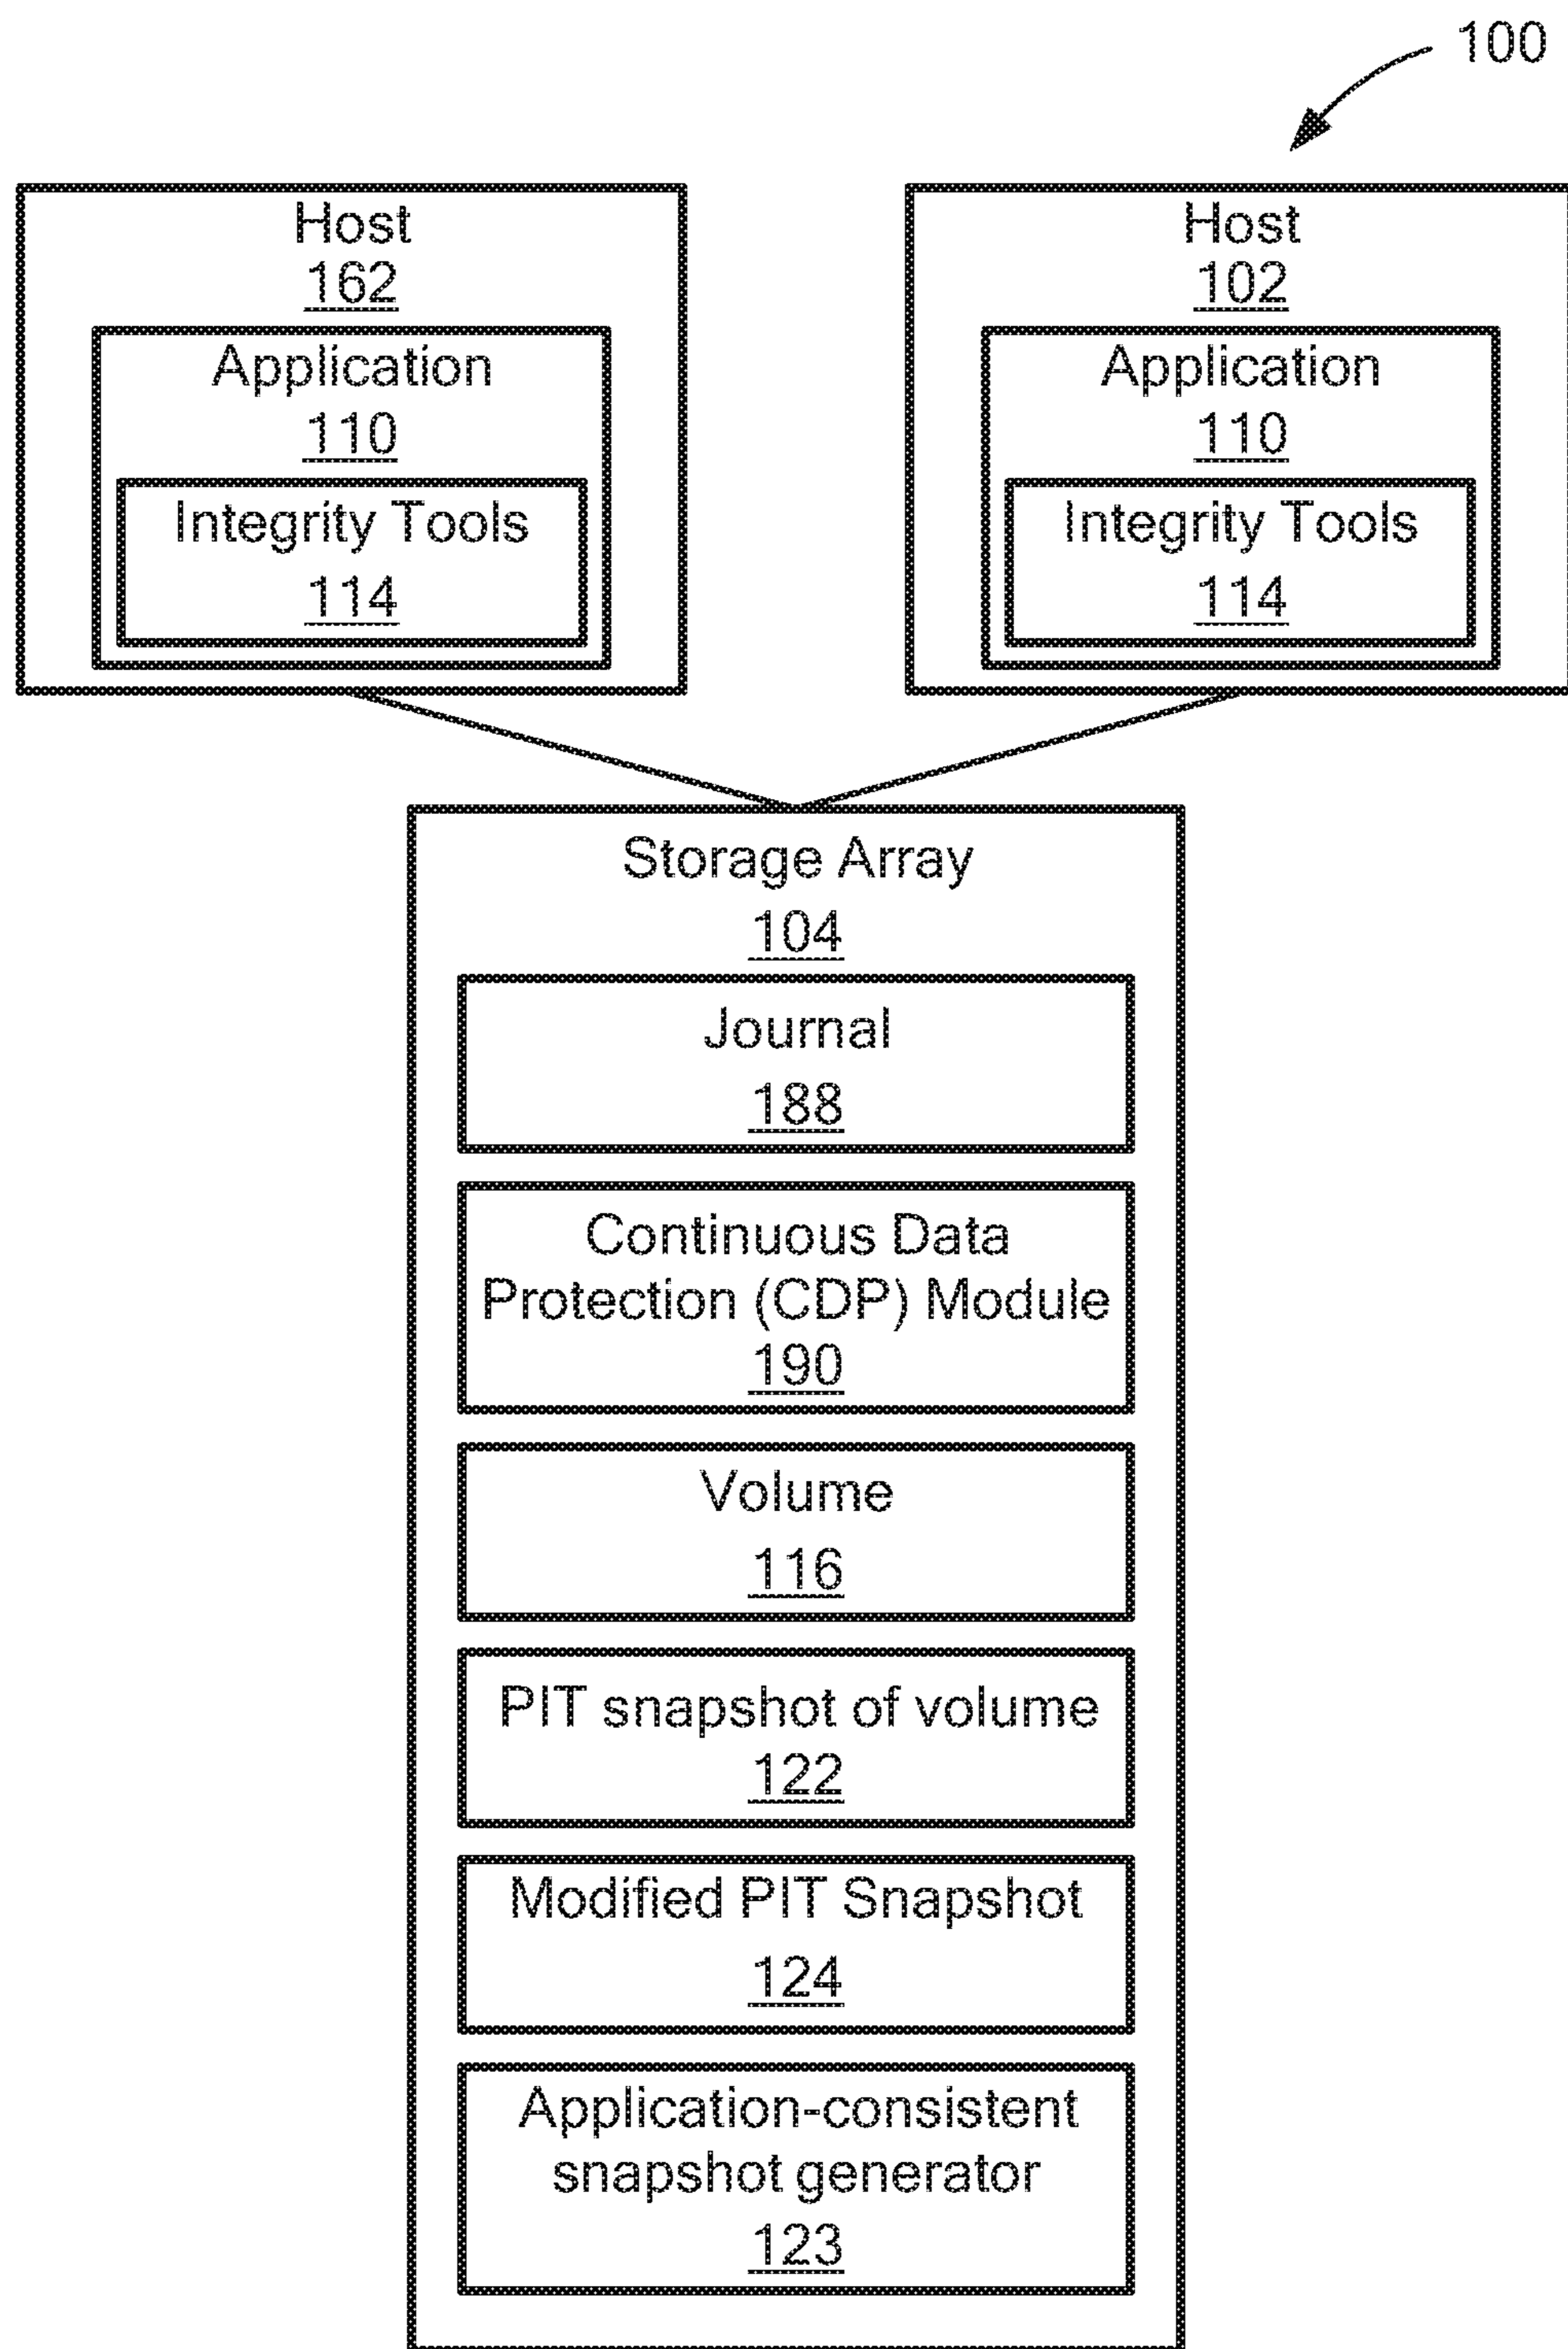 100
Host
162
Application
110
Integrity Tools
114
Host
102
Application
110
Integrity Tools
114
Storage Array
104
Journal
188
Continuous Data
Protection (CDP) Module
190
Volume
116
PIT snapshot of volume
122
Modified PIT Snapshot
124
Application-consistent
snapshot generator
123